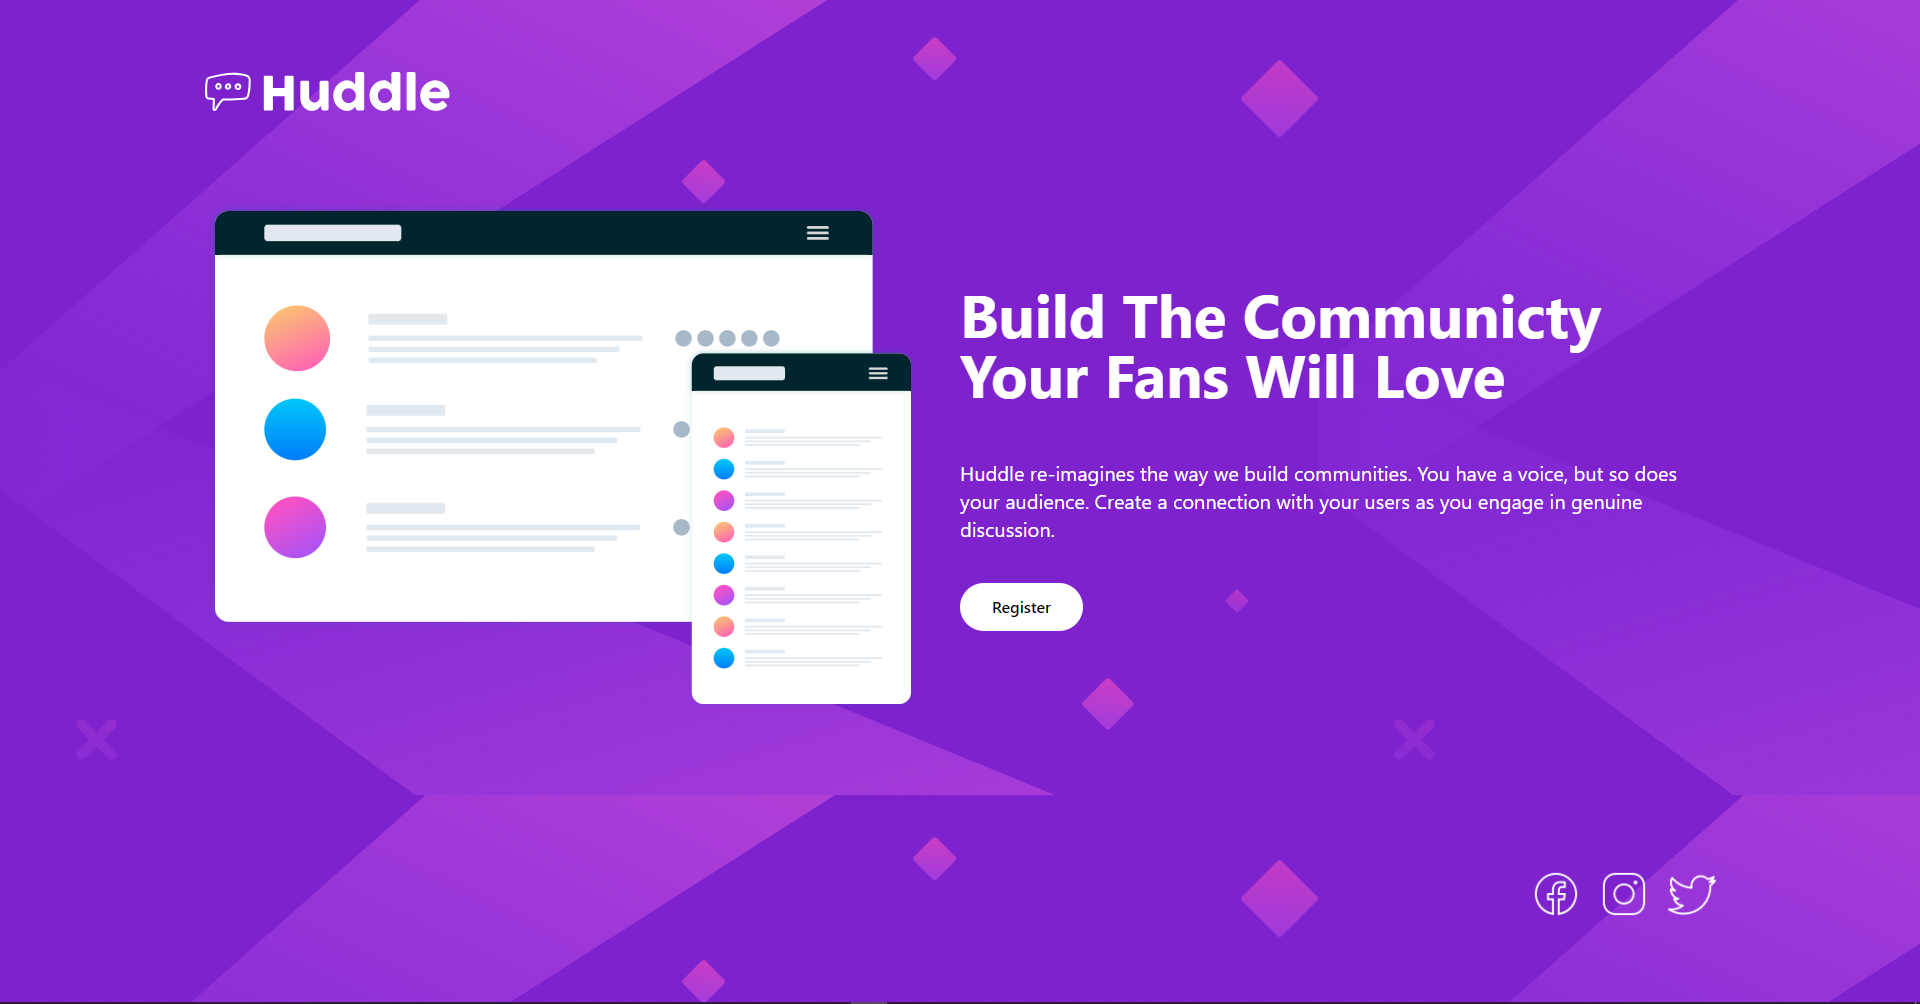 Huddle
Build The Communicty
Your Fans Will Love
Huddle re-imagines the way we build communities. You have a voice, but so does
your audience. Create a connection with your users as you engage in genuine
discussion.
Register